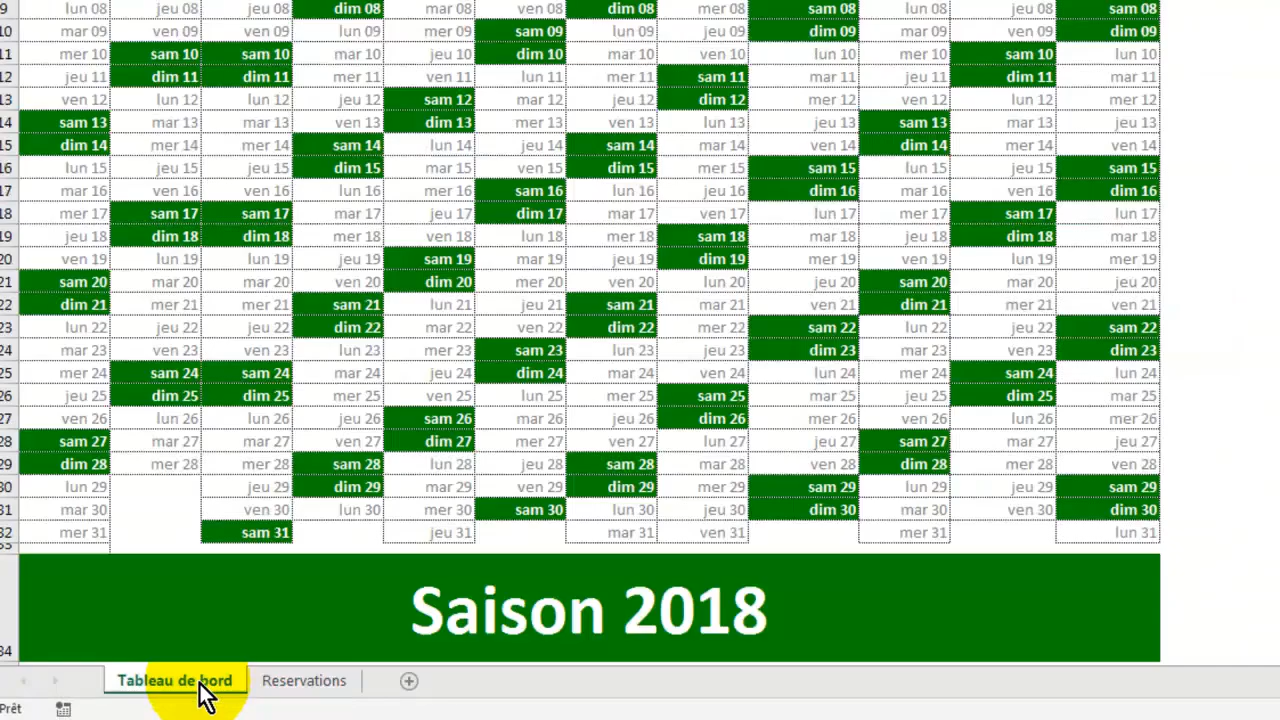 9 lun 08 jeu 08 jeu 08 dim 08 mar 08 ven 08 dim 08 mer 08 sam 08 lun 08 jeu 08 sam 08
10 mar 09 ven 09 ven 09 lun 09 mer 09 sam 09 lun 09 jeu 09 dim 09 mar 09 ven 09 dim 09
11 mer 10 sam 10 sam 10 mar 10 jeu 10 dim 10 mar 10 ven 10 lun 10 mer 10 sam 10 lun 10
12 jeu 11 dim 11 dim 11 mer 11 ven 11 lun 11 mer 11 sam 11 mar 11 jeu 11 dim 11 mar 11
13 ven 12 lun 12 lun 12 jeu 12 sam 12 mar 12 jeu 12 dim 12 mer 12 ven 12 lun 12 mer 12
14 sam 13 mar 13 mar 13 ven 13 dim 13 mer 13 ven 13 lun 13 jeu 13 sam 13 mar 13 jeu 13
15 dim 14 mer 14 mer 14 sam 14 lun 14 jeu 14 sam 14 mar 14 ven 14 dim 14 mer 14 ven 14
16 lun 15 jeu 15 jeu 15 dim 15 mar 15 ven 15 dim 15 mer 15 sam 15 lun 15 jeu 15 sam 15
17 mar 16 ven 16 ven 16 lun 16 mer 16 sam 16 lun 16 jeu 16 dim 16 mar 16 ven 16 dim 16
18 mer 17 sam 17 sam 17 mar 17 jeu 17 dim 17 mar 17 ven 17 lun 17 mer 17 sam 17 lun 17
19 jeu 18 dim 18 dim 18 mer 18 ven 18 lun 18 mer 18 sam 18 mar 18 jeu 18 dim 18 mar 18
20 ven 19 lun 19 lun 19 jeu 19 sam 19 mar 19 jeu 19 dim 19 mer 19 ven 19 lun 19 mer 19
21 sam 20 mar 20 mar 20 ven 20 dim 20 mer 20 ven 20 lun 20 jeu 20 sam 20 mar 20 jeu 20
22 dim 21 mer 21 mer 21 sam 21 lun 21 jeu 21 sam 21 mar 21 ven 21 dim 21 mer 21 ven 21
23 lun 22 jeu 22 jeu 22 dim 22 mar 22 ven 22 dim 22 mer 22 sam 22 lun 22 jeu 22 sam 22
24 mar 23 ven 23 ven 23 lun 23 mer 23 sam 23 lun 23 jeu 23 dim 23 mar 23 ven 23 dim 23
25 mer 24 sam 24 sam 24 mar 24 jeu 24 dim 24 mar 24 ven 24 lun 24 mer 24 sam 24 lun 24
26 jeu 25 dim 25 dim 25 mer 25 ven 25 lun 25 mer 25 sam 25 mar 25 jeu 25 dim 25 mar 25
ven 26 lun 26 lun 26 jeu 26 sam 26 mar 26 jeu 26 dim 26 mer 26 ven 26 lun 26 mer 26
28 sam 27 mar 27 mar 27 ven 27 dim 27 mer 27 ven 27 lun 27 jeu 27 sam 27 mar 27 jeu 27
29 dim 28 mer 28 mer 28 sam 28 lun 28 jeu 28 sam 28 mar 28 ven 28 dim 28 mer 28 ven 28
30 lun 29 jeu 29 dim 29 mar 29 ven 29 dim 29 mer 29 sam 29 lun 29 jeu 29 sam 29
31 mar 30 ven 30 lun 30 mer 30 sam 30 lun 30 jeu 30 dim 30 mar 30 ven 30 dim 30
mer 31 sam 31 jeu 31 mar 31 ven 31 mer 31 lun 31
Saison 2018
34
Tableau de bord Reservations
Prêt